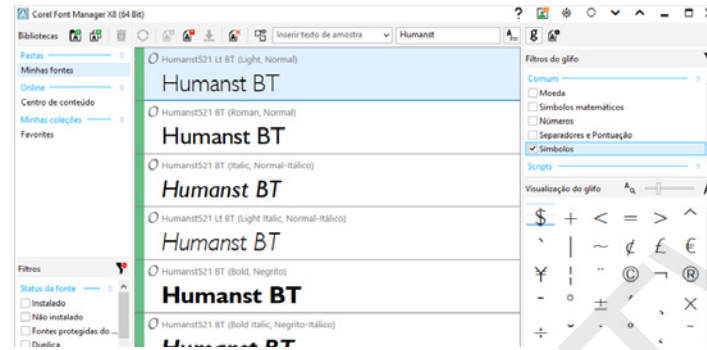 Corel Font Manager X8 (64 Bit)
Bibliotecas
Inserir texto de amostra
Humanst
Pastas
Minhas fontes
Online
Centro de conteúdo
Minhas coleções
Favorites
Filtros
Status da fonte
Instalado
Não instalado
Fontes protegidas do ...
Duplica
Humanst521 Lt BT (Light, Normal)
Humanst BT
Humanst521 BT (Roman, Normal)
Humanst BT
Humanst521 BT (Italic, Normal-Itálico)
Humanst BT
Humanst521 Lt BT (Light Italic, Normal-Itálico)
Humanst BT
Humanst521 BT (Bold, Negrito)
Humanst BT
Humanst521 BT (Bold Italic, Negrito-Itálico)
Humanst BT
Filtros do glifo
Comum
Moeda
Símbolos matemáticos
Números
Separadores e Pontuação
Símbolos
Scripts
Visualização do glifo
$ + < = > ^
` | ~ ¢ £ €
¥ ¦ ¨ © ¬ ®
¯ ° ± ´ ¸ ×
÷